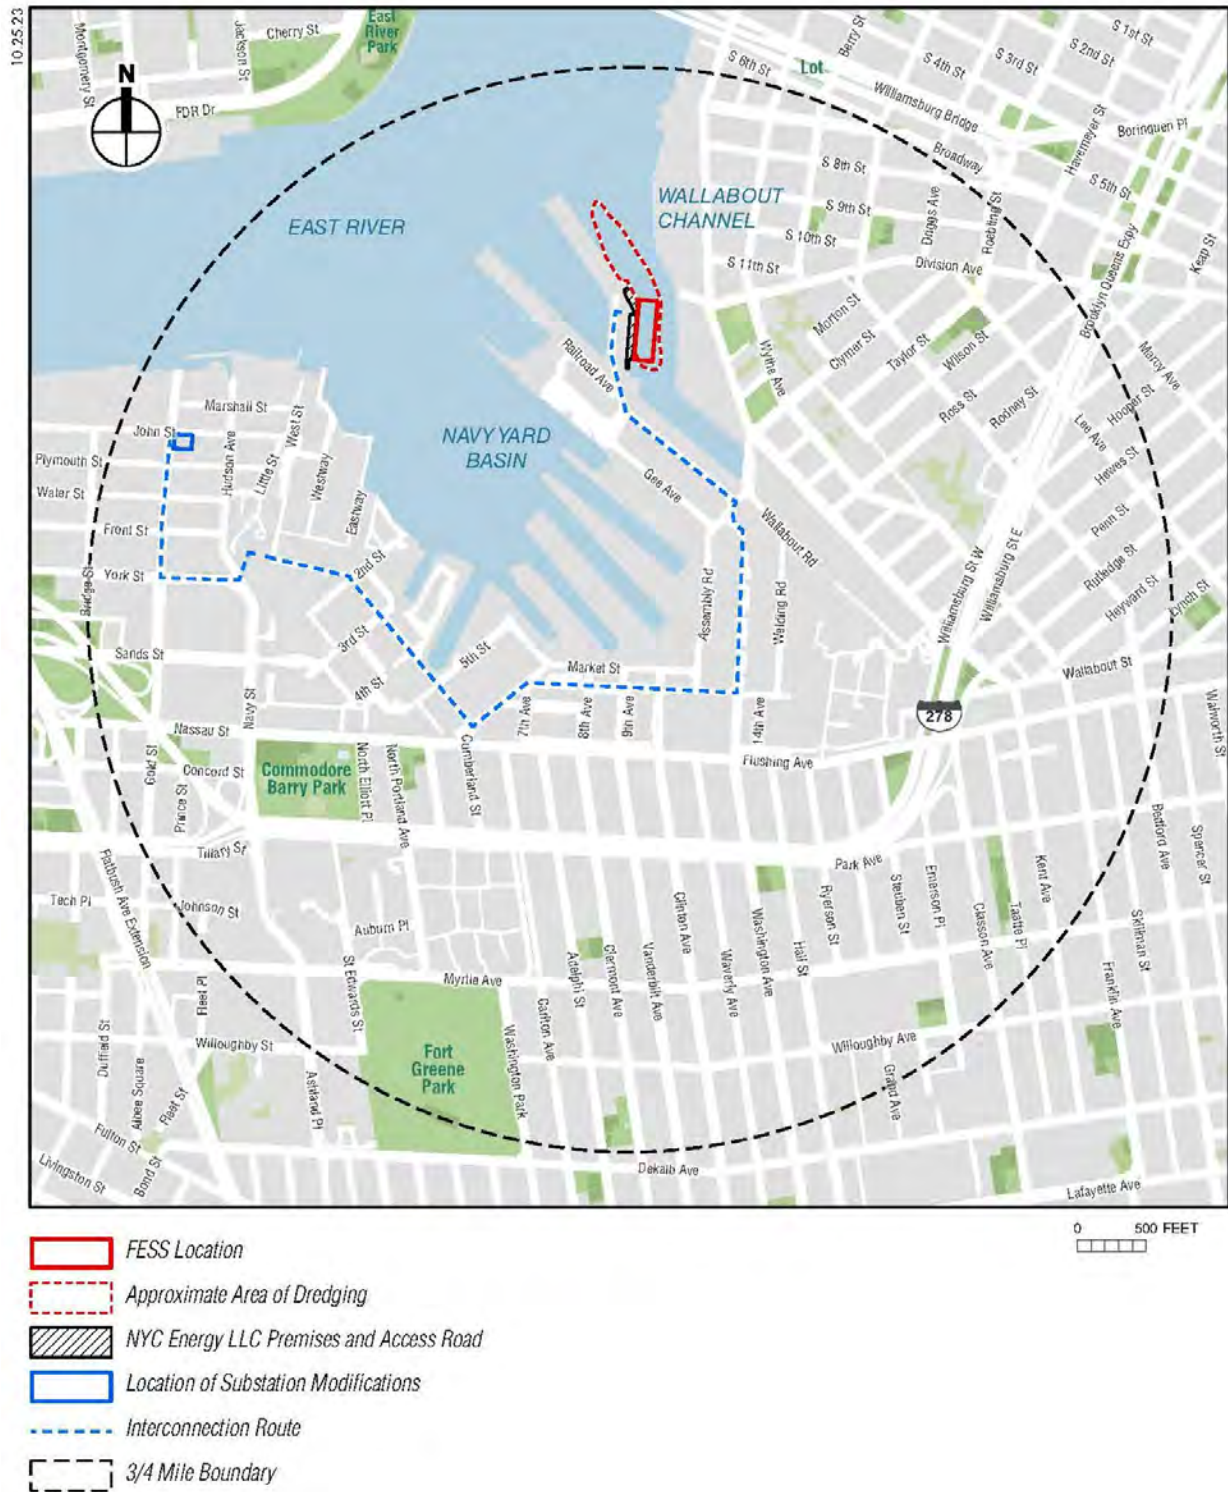 10.25.23
Montgomery St
Jackson St
Cherry St
East
River
Park
FDR Dr
N
S 6th St
Berry St
Lot
S 4th St
S 3rd St
S 2nd St
S 1st St
Williamsburg Bridge
Broadway
Havemeyer St
Borinquen Pl
S 5th St
S 8th St
S 9th St
S 10th St
S 11th St
Driggs Ave
Roebling St
Division Ave
Brooklyn Queens Expy
Keap St
WALLABOUT
CHANNEL
EAST RIVER
Morton St
Clymer St
Taylor St
Wilson St
Wythe Ave
Ross St
Rodney St
Marcy Ave
Hooper St
Lee Ave
Hewes St
Penn St
Rutledge St
Heyward St
Lynch St
Railroad Ave
NAVY YARD
BASIN
Gee Ave
Wallabout Rd
Assembly Rd
Welding Rd
Williamsburg St W
Williamsburg St E
Marshall St
John St
Plymouth St
Water St
Front St
York St
Bridge St
Hudson Ave
Little St
West St
Westway
Eastway
2nd St
3rd St
4th St
5th St
Sands St
Navy St
Market St
7th Ave
8th Ave
9th Ave
14th Ave
Wallabout St
278
Walworth St
Nassau St
Concord St
Gold St
Prince St
Commodore
Barry Park
North Elliott Pl
North Portland Ave
Cumberland St
Flushing Ave
Tillary St
Park Ave
Bedford Ave
Spencer St
Flatbush Ave Extension
Tech Pl
Johnson St
Auburn Pl
St Edwards St
Myrtle Ave
Adelphi St
Clermont Ave
Vanderbilt Ave
Clinton Ave
Waverly Ave
Washington Ave
Hall St
Ryerson St
Steuben St
Emerson Pl
Classon Ave
Taaffe Pl
Kent Ave
Franklin Ave
Skillman St
Carlton Ave
Washington Park
Fort
Greene
Park
Willoughby St
Willoughby Ave
Grand Ave
Fleet Pl
Duffield St
Albee Square
Fleet St
Ashland Pl
Fulton St
Bond St
Livingston St
Dekalb Ave
Lafayette Ave
0 500 FEET
FESS Location
Approximate Area of Dredging
NYC Energy LLC Premises and Access Road
Location of Substation Modifications
Interconnection Route
3/4 Mile Boundary